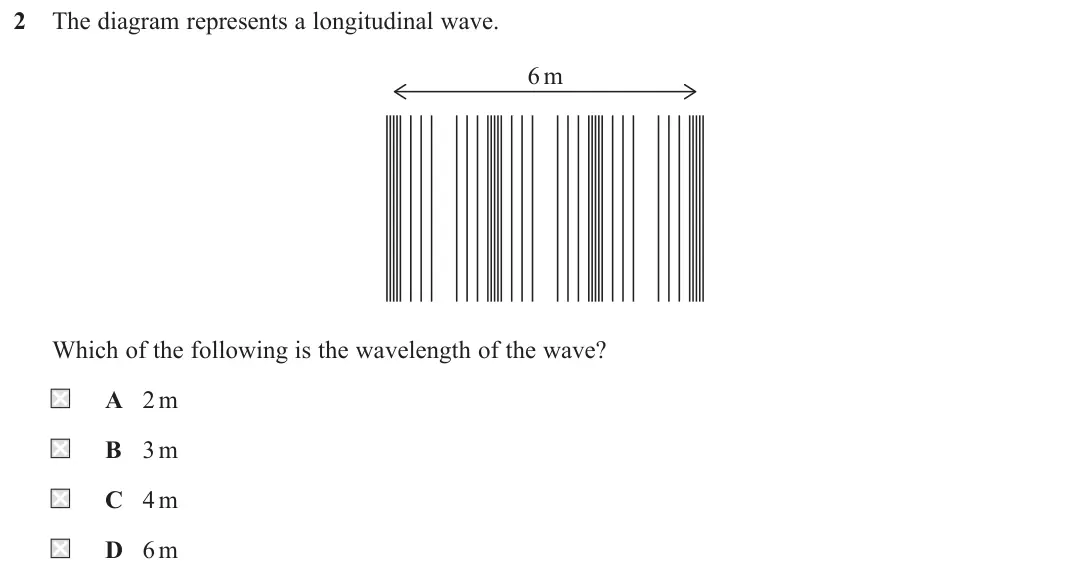 2 The diagram represents a longitudinal wave.
6 m
Which of the following is the wavelength of the wave?
A 2 m
B 3 m
C 4 m
D 6 m